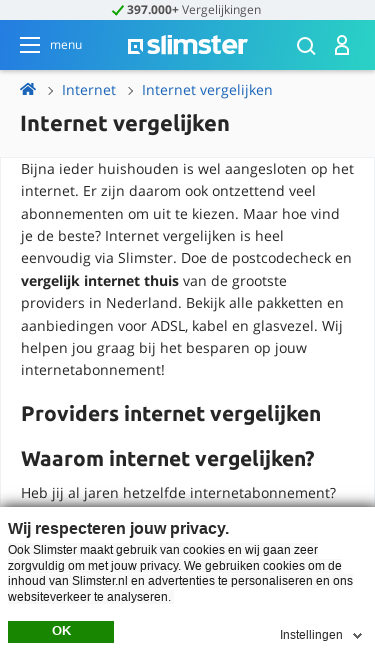 397.000+ Vergelijkingen
menu
slimster
Internet
Internet vergelijken
Internet vergelijken
Bijna ieder huishouden is wel aangesloten op het
internet. Er zijn daarom ook ontzettend veel
abonnementen om uit te kiezen. Maar hoe vind
je de beste? Internet vergelijken is heel
eenvoudig via Slimster. Doe de postcodecheck en
vergelijk internet thuis van de grootste
providers in Nederland. Bekijk alle pakketten en
aanbiedingen voor ADSL, kabel en glasvezel. Wij
helpen jou graag bij het besparen op jouw
internetabonnement!
Providers internet vergelijken
Waarom internet vergelijken?
Heb jij al jaren hetzelfde internetabonnement?
Wij respecteren jouw privacy.
Ook Slimster maakt gebruik van cookies en wij gaan zeer
zorgvuldig om met jouw privacy. We gebruiken cookies om de
inhoud van Slimster.nl en advertenties te personaliseren en ons
websiteverkeer te analyseren.
OK
Instellingen